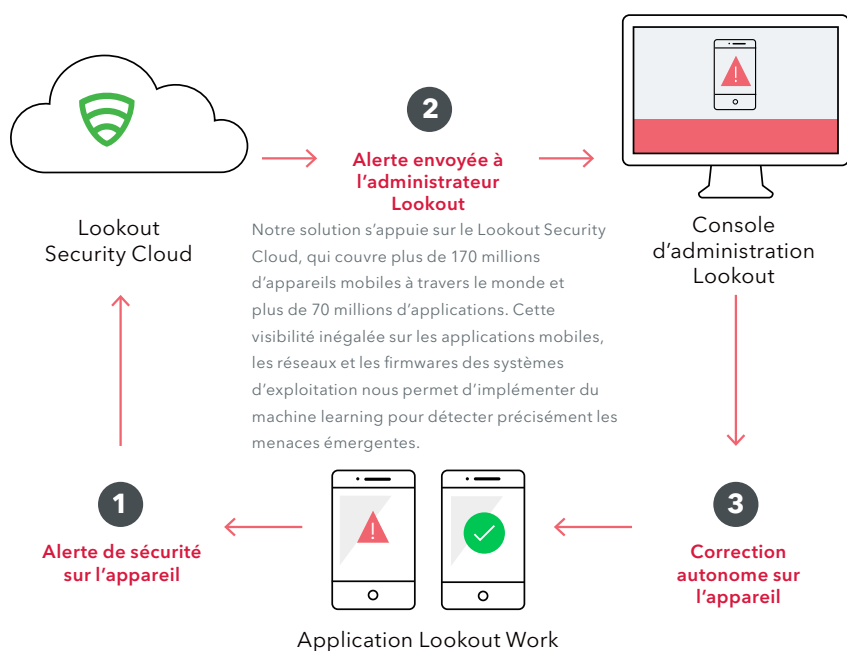 2
Alerte envoyée à
l’administrateur
Lookout
Lookout
Security Cloud
Notre solution s’appuie sur le Lookout Security
Cloud, qui couvre plus de 170 millions
d’appareils mobiles à travers le monde et
plus de 70 millions d’applications. Cette
visibilité inégalée sur les applications mobiles,
les réseaux et les firmwares des systèmes
d’exploitation nous permet d’implémenter du
machine learning pour détecter précisément les
menaces émergentes.
Console
d’administration
Lookout
1
Alerte de sécurité
sur l’appareil
3
Correction
autonome sur
l’appareil
Application Lookout Work